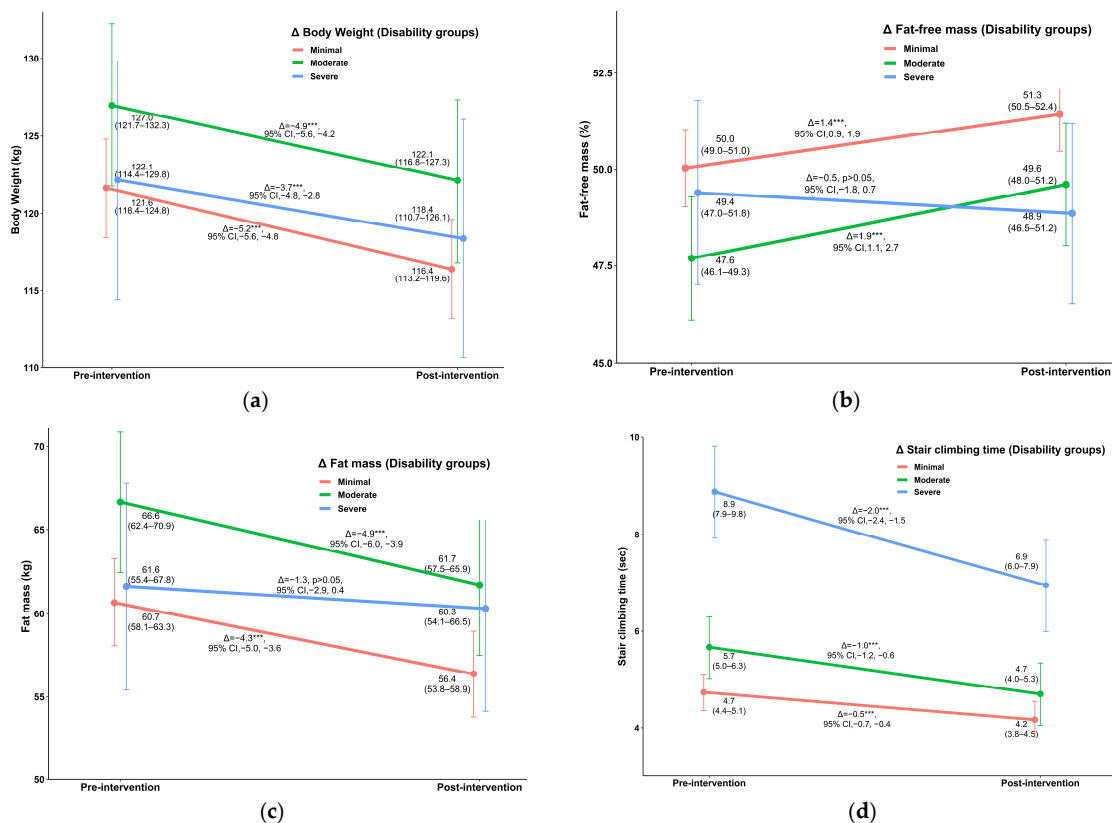 Δ Body Weight (Disability groups)
Minimal
Moderate
Severe
Body Weight (kg)
130
125
120
115
110
127.0
(121.7–132.3)
122.1
(114.4–129.8)
121.6
(118.4–124.8)
Δ=−4.9***,
95% CI,−5.6, −4.2
Δ=−3.7***,
95% CI,−4.8, −2.8
Δ=−5.2***,
95% CI,−5.6, −4.8
122.1
(116.8–127.3)
118.4
(110.7–126.1)
116.4
(113.2–119.6)
Pre-intervention
Post-intervention
(a)
Δ Fat-free mass (Disability groups)
Minimal
Moderate
Severe
Fat-free mass (%)
52.5
50.0
47.5
45.0
50.0
(49.0–51.0)
49.4
(47.0–51.8)
47.6
(46.1–49.3)
Δ=1.4***,
95% CI,0.9, 1.9
Δ=−0.5, p>0.05,
95% CI,−1.8, 0.7
Δ=1.9***,
95% CI,1.1, 2.7
51.3
(50.5–52.4)
49.6
(48.0–51.2)
48.9
(46.5–51.2)
Pre-intervention
Post-intervention
(b)
Δ Fat mass (Disability groups)
Minimal
Moderate
Severe
Fat mass (kg)
70
65
60
55
50
66.6
(62.4–70.9)
61.6
(55.4–67.8)
60.7
(58.1–63.3)
Δ=−4.9***,
95% CI,−6.0, −3.9
Δ=−1.3, p>0.05,
95% CI,−2.9, 0.4
Δ=−4.3***,
95% CI,−5.0, −3.6
61.7
(57.5–65.9)
60.3
(54.1–66.5)
56.4
(53.8–58.9)
Pre-intervention
Post-intervention
(c)
Δ Stair climbing time (Disability groups)
Minimal
Moderate
Severe
Stair climbing time (sec)
10
8
6
4
8.9
(7.9–9.8)
5.7
(5.0–6.3)
4.7
(4.4–5.1)
Δ=−2.0***,
95% CI,−2.4, −1.5
Δ=−1.0***,
95% CI,−1.2, −0.6
Δ=−0.5***,
95% CI,−0.7, −0.4
6.9
(6.0–7.9)
4.7
(4.0–5.3)
4.2
(3.8–4.5)
Pre-intervention
Post-intervention
(d)